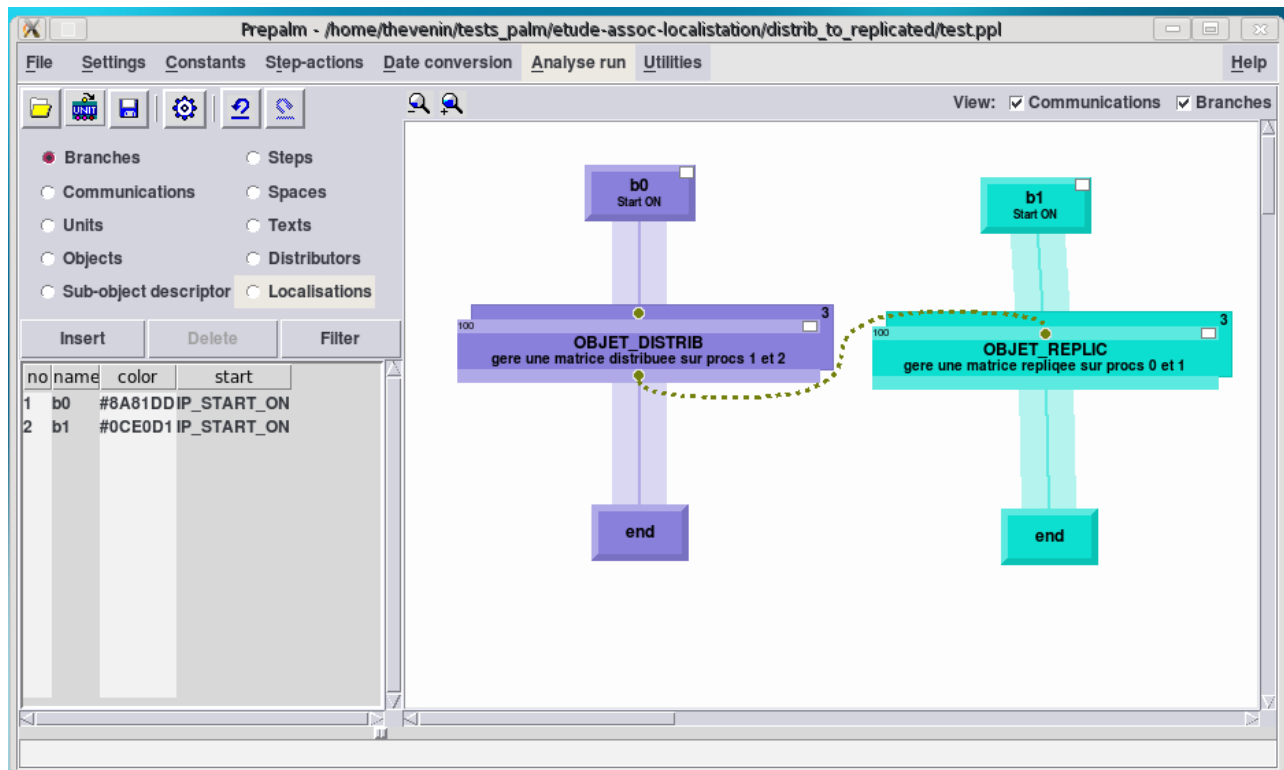 Prepalm - /home/thevenin/tests_palm/etude-assoc-localistation/distrib_to_replicated/test.ppl
File Settings Constants Step-actions Date conversion Analyse run Utilities Help
UNIT
View: Communications Branches
Branches Steps
Communications Spaces
Units Texts
Objects Distributors
Sub-object descriptor Localisations
Insert Delete Filter
no name color start
1 b0 #8A81DD IP_START_ON
2 b1 #0CE0D1 IP_START_ON
b0
Start ON
100
3
OBJET_DISTRIB
gere une matrice distribuee sur procs 1 et 2
end
b1
Start ON
100
3
OBJET_REPLIC
gere une matrice repliqee sur procs 0 et 1
end